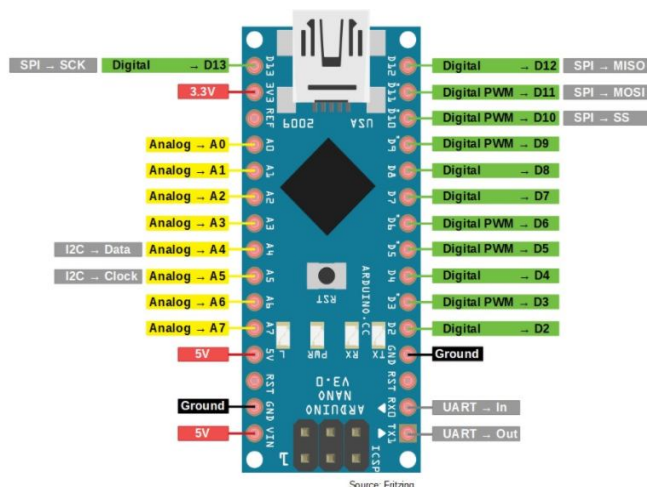 SPI → SCK Digital → D13
3.3V
Analog → A0
Analog → A1
Analog → A2
Analog → A3
I2C → Data Analog → A4
I2C → Clock Analog → A5
Analog → A6
Analog → A7
5V
Ground
5V
D13
3V3
REF
A0
A1
A2
A3
A4
A5
A6
A7
5V
RST
GND
VIN
2009 USA
RST
ARDUINO.CC
L PWR RX TX
ARDUINO
NANO
V3.0
1
ICSP
D12
D11
D10
D9
D8
D7
D6
D5
D4
D3
D2
GND
RST
RX0
TX1
Digital → D12 SPI → MISO
Digital PWM → D11 SPI → MOSI
Digital PWM → D10 SPI → SS
Digital PWM → D9
Digital → D8
Digital → D7
Digital PWM → D6
Digital PWM → D5
Digital → D4
Digital PWM → D3
Digital → D2
Ground
UART → In
UART → Out
Source: Fritzing